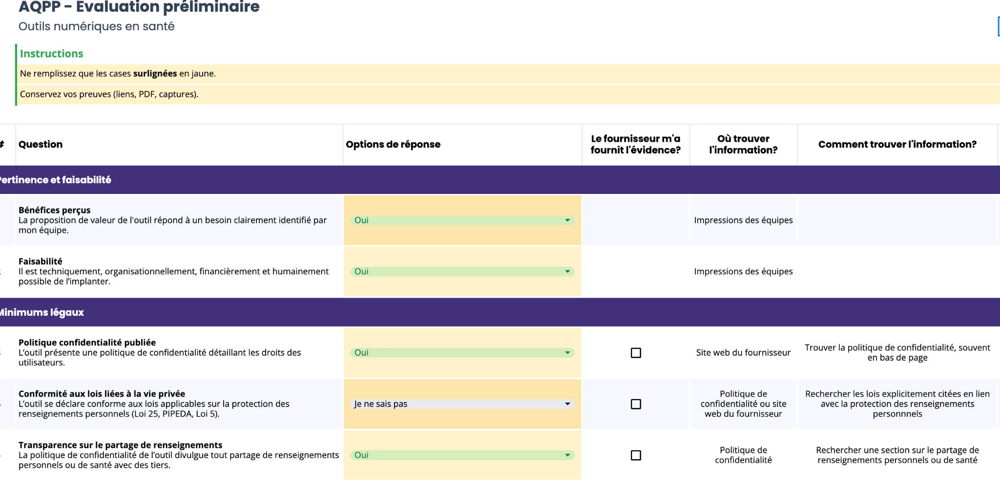 AQPP – Évaluation préliminaire
Outils numériques en santé
Instructions
Ne remplissez que les cases surlignées en jaune.
Conservez vos preuves (liens, PDF, captures).
#
Question
Options de réponse
Le fournisseur m'a
fournit l'évidence?
Où trouver
l'information?
Comment trouver l'information?
Pertinence et faisabilité
Bénéfices perçus
La proposition de valeur de l'outil répond à un besoin clairement identifié par
mon équipe.
Oui
Impressions des équipes
Faisabilité
Il est techniquement, organisationnellement, financièrement et humainement
possible de l’implanter.
Oui
Impressions des équipes
Minimums légaux
Politique confidentialité publiée
L’outil présente une politique de confidentialité détaillant les droits des
utilisateurs.
Oui
Site web du fournisseur
Trouver la politique de confidentialité, souvent
en bas de page
Conformité aux lois liées à la vie privée
L’outil se déclare conforme aux lois applicables sur la protection des
renseignements personnels (Loi 25, PIPEDA, Loi 5).
Je ne sais pas
Politique de
confidentialité ou site
web du fournisseur
Rechercher les lois explicitement citées en lien
avec la protection des renseignements
personnnels
Transparence sur le partage de renseignements
La politique de confidentialité de l’outil divulgue tout partage de renseignements
personnels ou de santé avec des tiers.
Oui
Politique de
confidentialité
Rechercher une section sur le partage de
renseignements personnels ou de santé